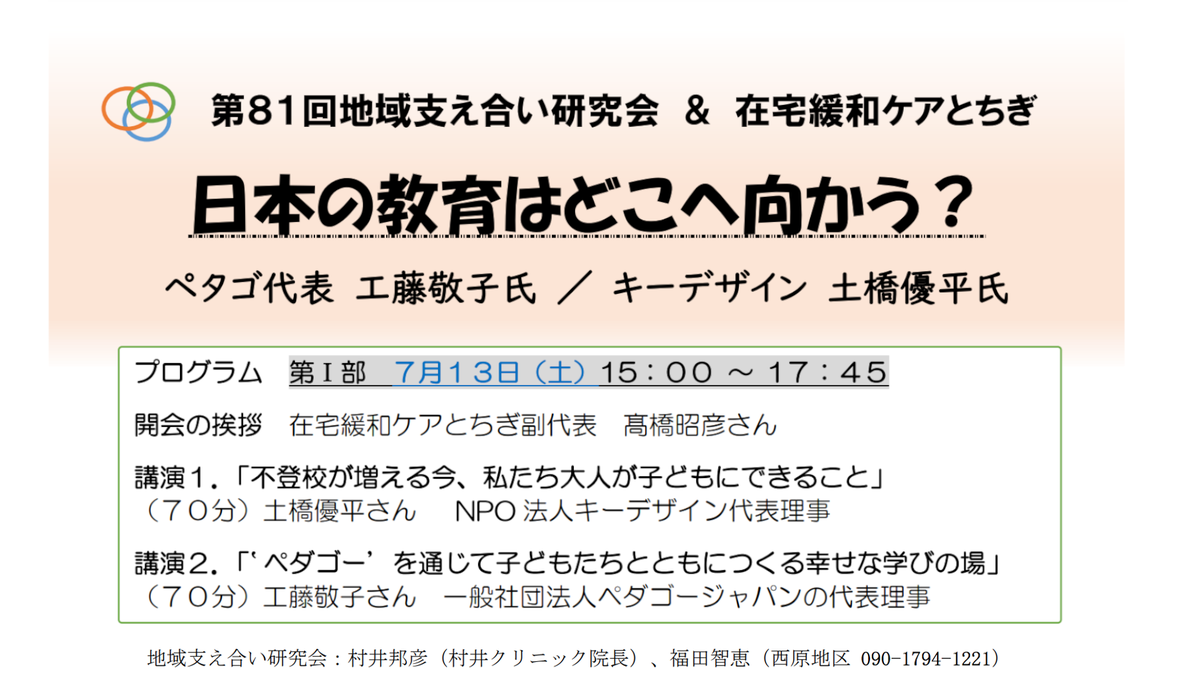 第81回地域支え合い研究会 & 在宅緩和ケアとちぎ
日本の教育はどこへ向かう？
ペタゴ代表 工藤敬子氏 ／ キーデザイン 土橋優平氏
プログラム 第Ⅰ部 ７月１３日（土）１５：００ ～ １７：４５
開会の挨拶 在宅緩和ケアとちぎ副代表 髙橋昭彦さん
講演１．「不登校が増える今、私たち大人が子どもにできること」
（７０分）土橋優平さん NPO 法人キーデザイン代表理事
講演２．「‘ペダゴー’を通じて子どもたちとともにつくる幸せな学びの場」
（７０分）工藤敬子さん 一般社団法人ペダゴージャパンの代表理事
地域支え合い研究会：村井邦彦（村井クリニック院長）、福田智恵（西原地区 090-1794-1221）